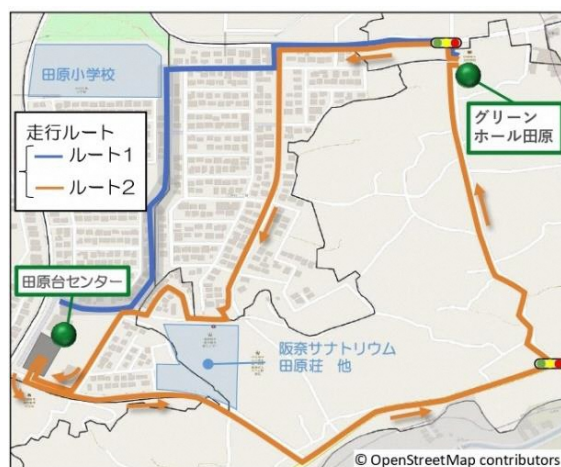 田原小学校
走行ルート
ルート1
ルート2
グリーン
ホール田原
田原台センター
阪奈サナトリウム
田原荘 他
© OpenStreetMap contributors